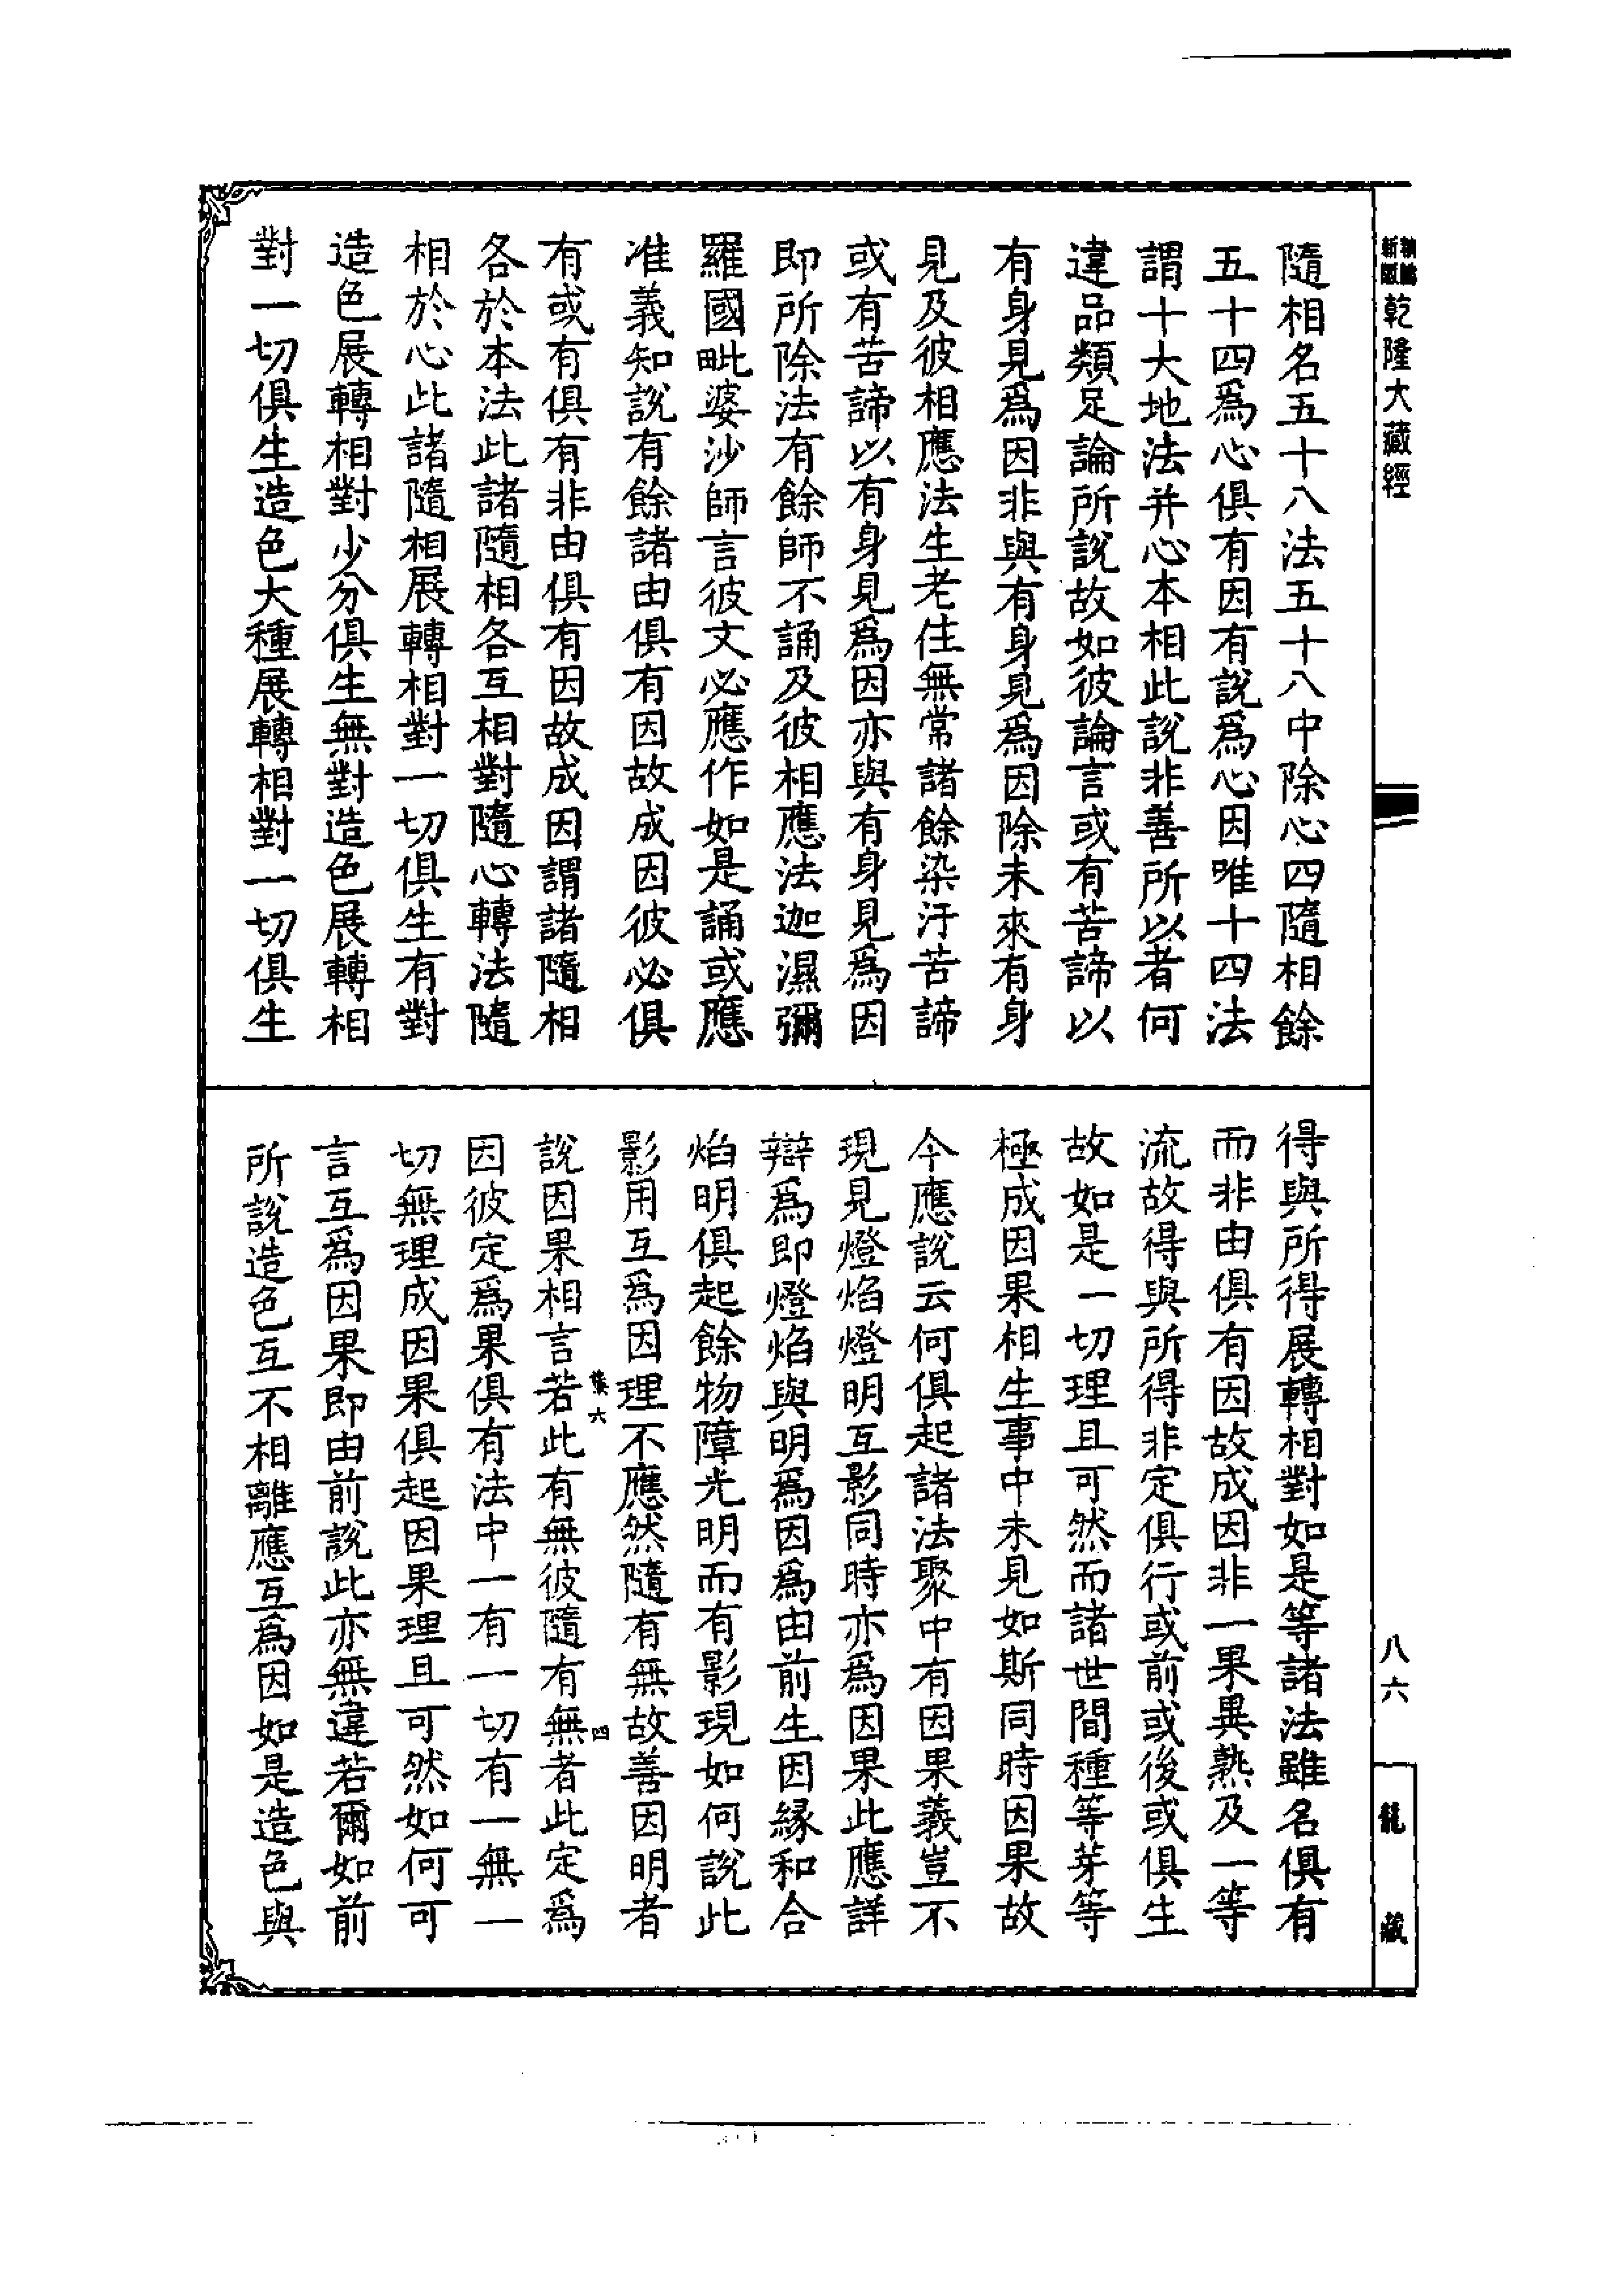 新版乾隆大藏經
隨相名五十八法五十八中除心四隨相餘
五十四爲心俱有因有說爲心因唯十四法
謂十大地法并心本相此說非善所以者何
違品類足論所說故如彼論言或有苦諦以
有身見爲因非與有身見爲因除未來有身
見及彼相應法生老住無常諸餘染汙苦諦
或有苦諦以有身見爲因亦與有身見爲因
即所除法有餘師不誦及彼相應法迦濕彌
羅國毗婆沙師言彼文必應作如是誦或應
准義知說有餘諸由俱有因故成因彼必俱
有或有俱有非由俱有因故成因謂諸隨相
各於本法此諸隨相各互相對隨心轉法隨
相於心此諸隨相展轉相對一切俱生有對
造色展轉相對少分俱生無對造色展轉相
對一切俱生造色大種展轉相對一切俱生
得與所得展轉相對如是等諸法雖名俱有
而非由俱有因故成因非一果異熟及一等
流故得與所得非定俱行或前或後或俱生
故如是一切理且可然而諸世間種等芽等
極成因果相生事中未見如斯同時因果故
今應說云何俱起諸法聚中有因果義豈不
現見燈焰燈明互影同時亦爲因果此應詳
辯爲即燈焰與明爲因爲由前生因緣和合
焰明俱起餘物障光明而有影現如何說此
影用互爲因理不應然隨有無故善因明者
說因果相言若此有無彼隨有無者此定爲
因彼定爲果俱有法中一有一切有一無一
切無理成因果俱起因果理且可然如何可
言互爲因果即由前說此亦無違若爾如前
所說造色互不相離應互爲因如是造色與
集六
四
八六
龍藏